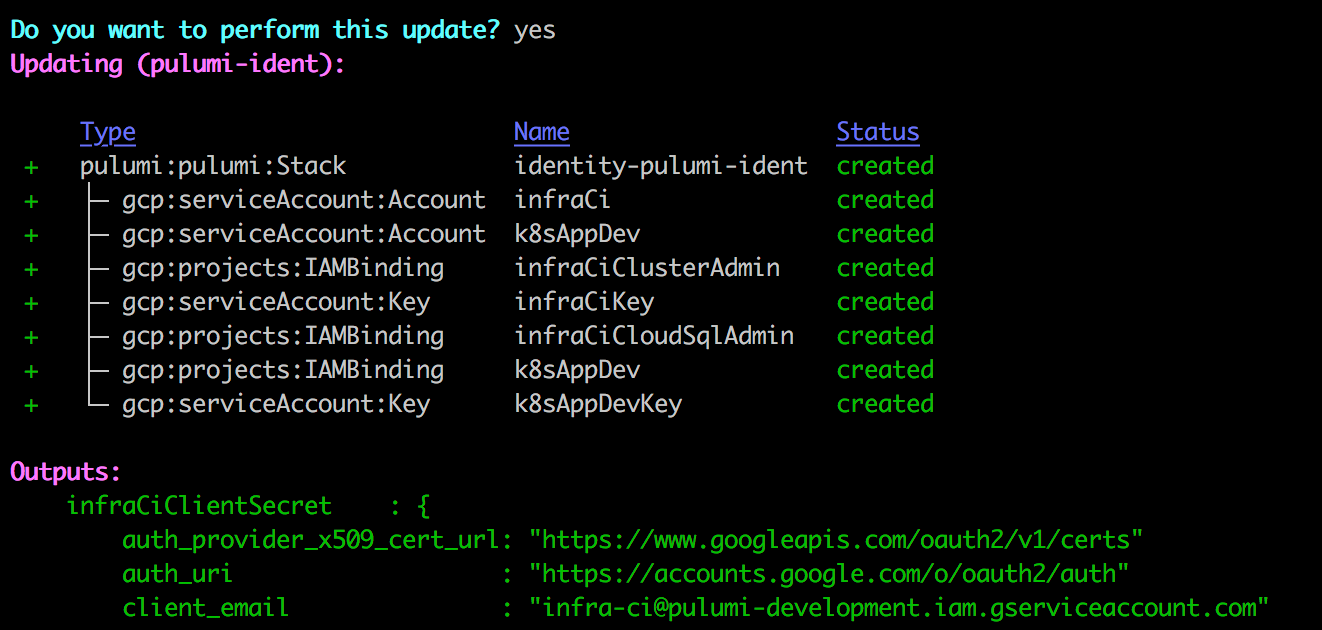 Do you want to perform this update? yes
Updating (pulumi-ident):
Type Name Status
+ pulumi:pulumi:Stack identity-pulumi-ident created
+ ├─ gcp:serviceAccount:Account infraCi created
+ ├─ gcp:serviceAccount:Account k8sAppDev created
+ ├─ gcp:projects:IAMBinding infraCiClusterAdmin created
+ ├─ gcp:serviceAccount:Key infraCiKey created
+ ├─ gcp:projects:IAMBinding infraCiCloudSqlAdmin created
+ ├─ gcp:projects:IAMBinding k8sAppDev created
+ └─ gcp:serviceAccount:Key k8sAppDevKey created
Outputs:
infraCiClientSecret : {
auth_provider_x509_cert_url: "https://www.googleapis.com/oauth2/v1/certs"
auth_uri : "https://accounts.google.com/o/oauth2/auth"
client_email : "infra-ci@pulumi-development.iam.gserviceaccount.com"